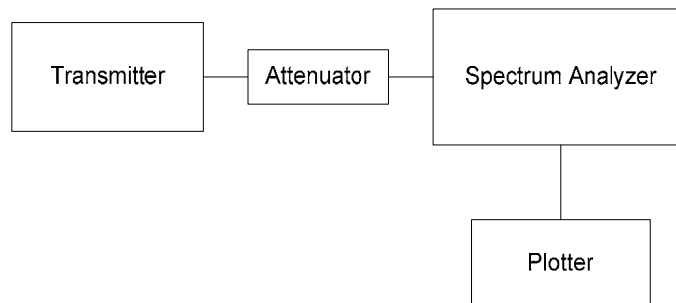 Transmitter
Attenuator
Spectrum Analyzer
Plotter